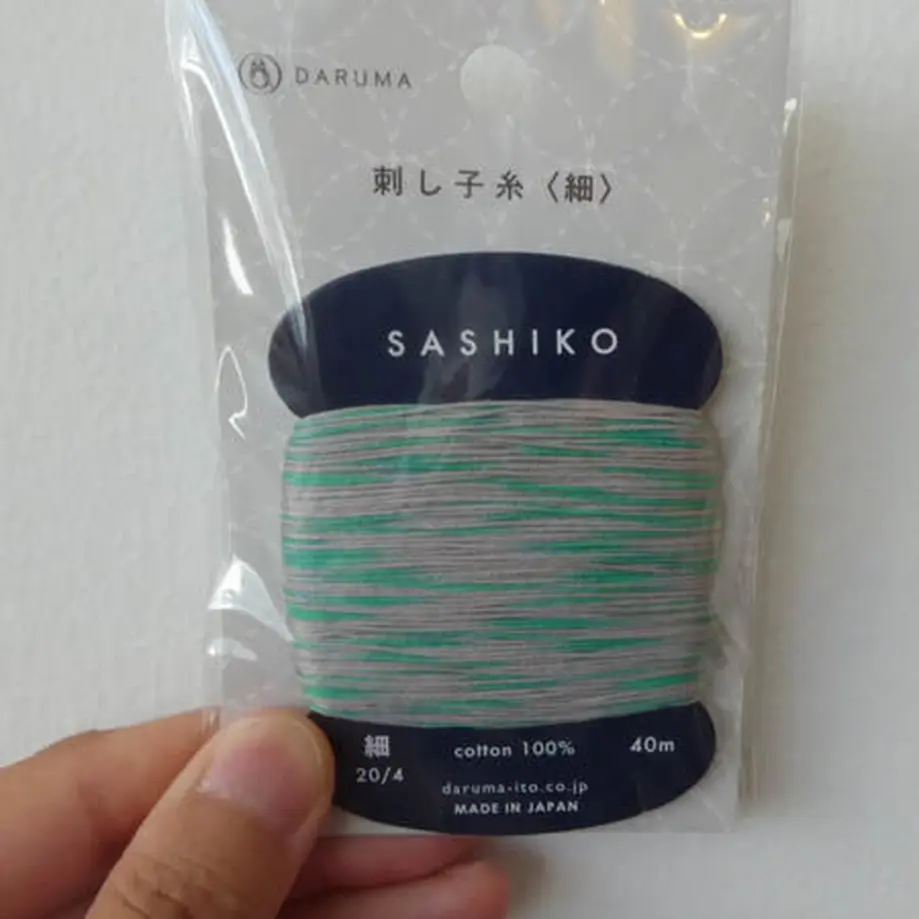 DARUMA
刺し子糸〈細〉
SASHIKO
細 cotton 100% 40m
20/4
daruma-ito.co.jp
MADE IN JAPAN